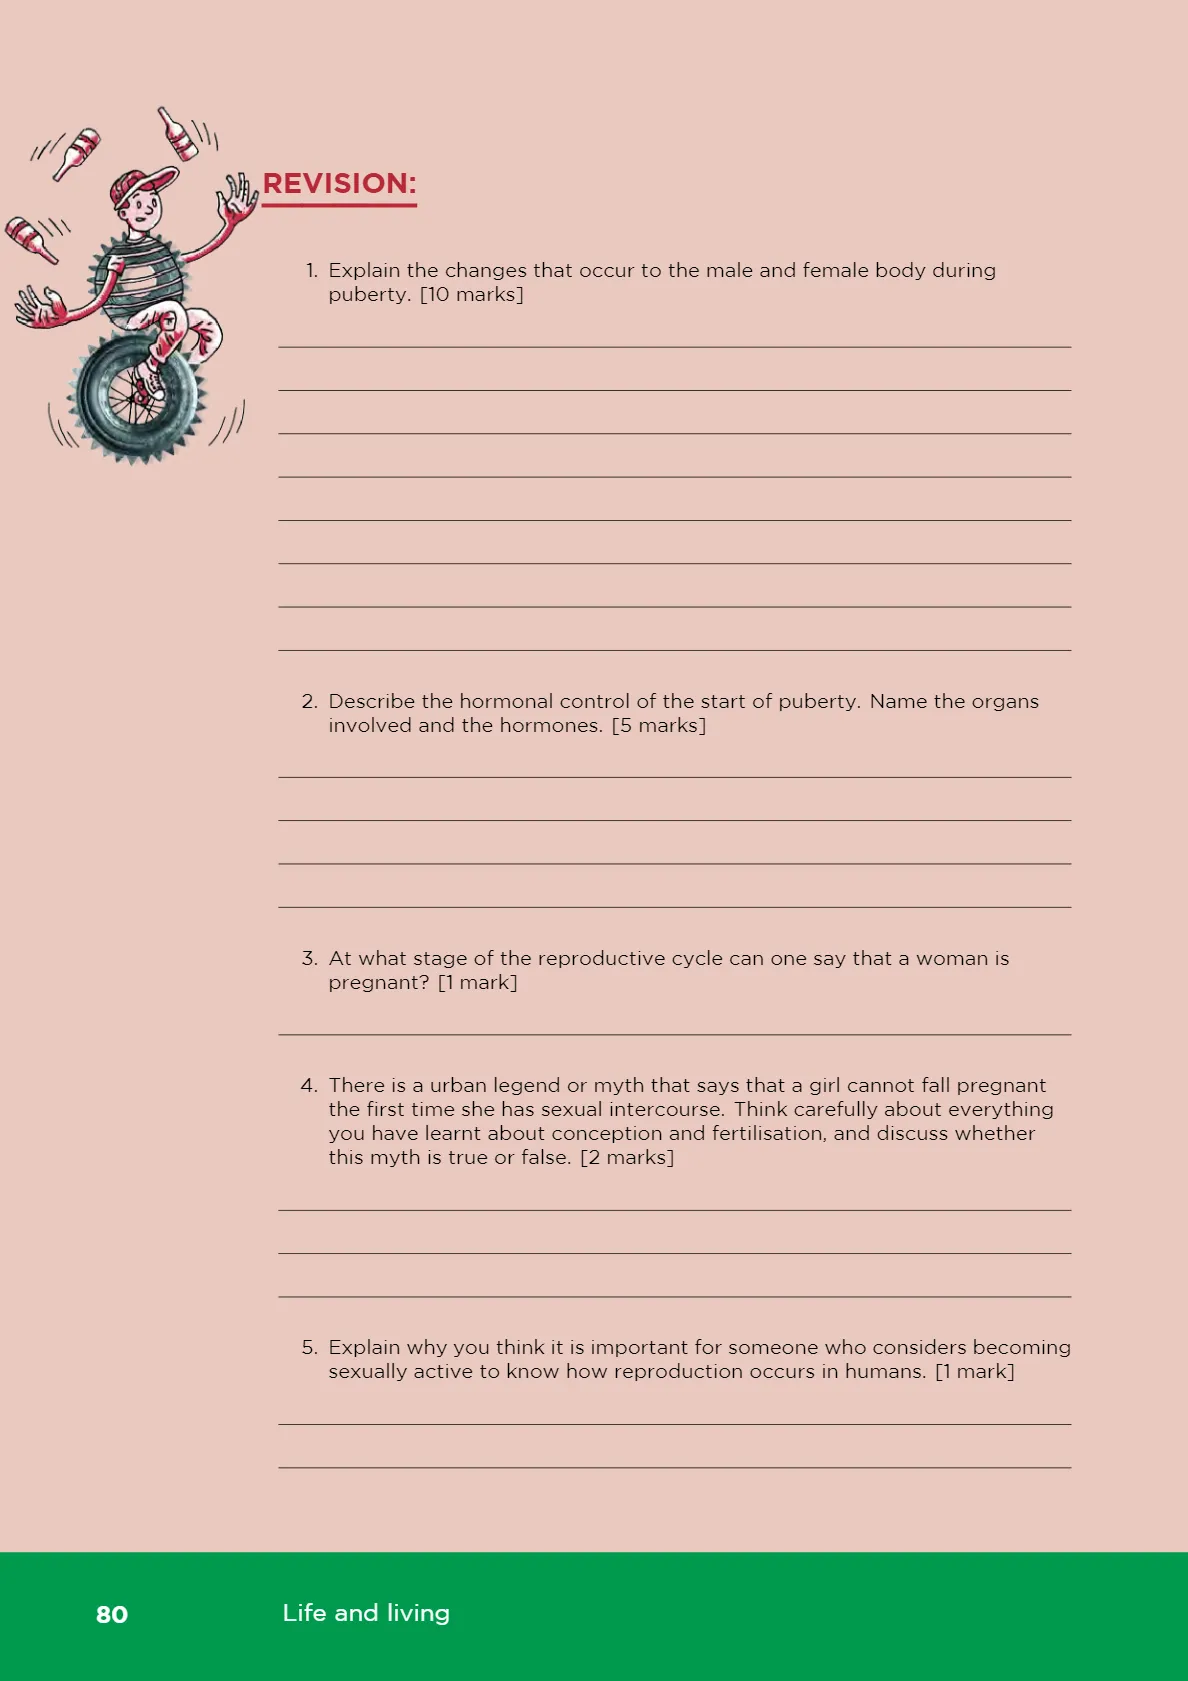 REVISION:
1. Explain the changes that occur to the male and female body during
puberty. [10 marks]
2. Describe the hormonal control of the start of puberty. Name the organs
involved and the hormones. [5 marks]
3. At what stage of the reproductive cycle can one say that a woman is
pregnant? [1 mark]
4. There is a urban legend or myth that says that a girl cannot fall pregnant
the first time she has sexual intercourse. Think carefully about everything
you have learnt about conception and fertilisation, and discuss whether
this myth is true or false. [2 marks]
5. Explain why you think it is important for someone who considers becoming
sexually active to know how reproduction occurs in humans. [1 mark]
80 Life and living